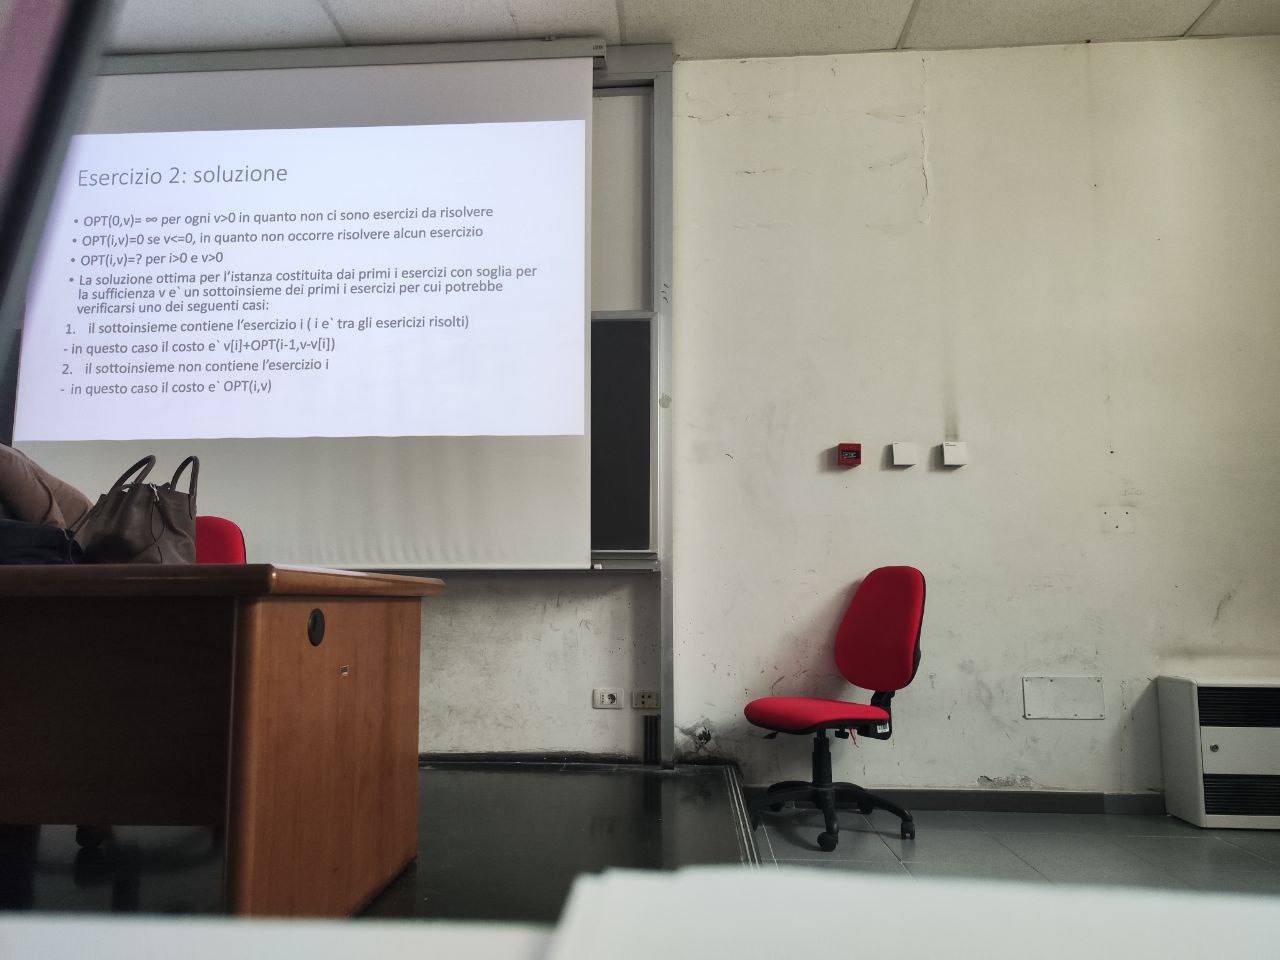 Esercizio 2: soluzione
• OPT(0,v)= ∞ per ogni v>0 in quanto non ci sono esercizi da risolvere
• OPT(i,v)=0 se v<=0, in quanto non occorre risolvere alcun esercizio
• OPT(i,v)=? per i>0 e v>0
• La soluzione ottima per l'istanza costituita dai primi i esercizi con soglia per
la sufficienza v e` un sottoinsieme dei primi i esercizi per cui potrebbe
verificarsi uno dei seguenti casi:
1. il sottoinsieme contiene l'esercizio i ( i e` tra gli esericizi risolti)
- in questo caso il costo e` v[i]+OPT(i-1,v-v[i])
2. il sottoinsieme non contiene l'esercizio i
- in questo caso il costo e` OPT(i,v)